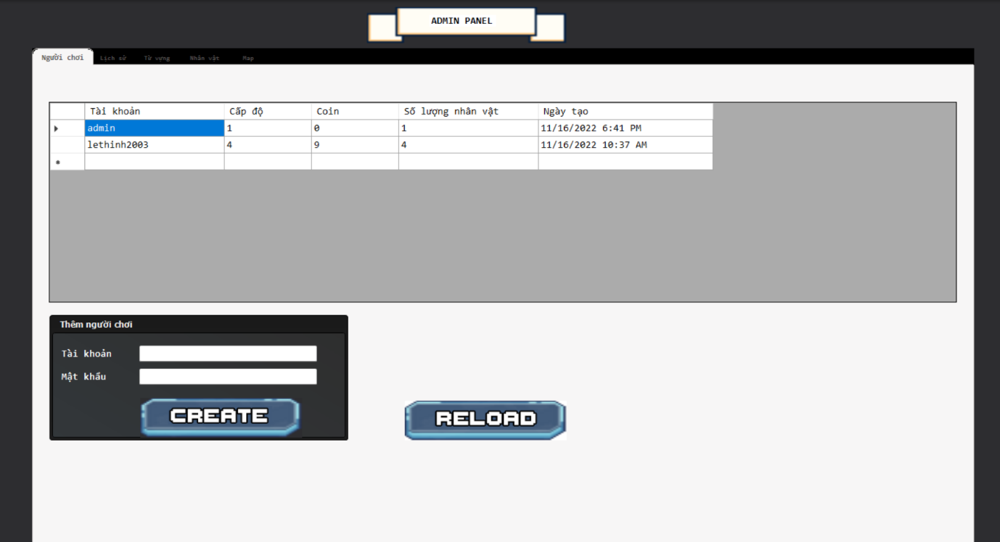 ADMIN PANEL
Người chơi Lịch sử Từ vựng Nhân vật Map
Tài khoản Cấp độ Coin Số lượng nhân vật Ngày tạo
admin 1 0 1 11/16/2022 6:41 PM
lethinh2003 4 9 4 11/16/2022 10:37 AM
Thêm người chơi
Tài khoản
Mật khẩu
CREATE
RELOAD